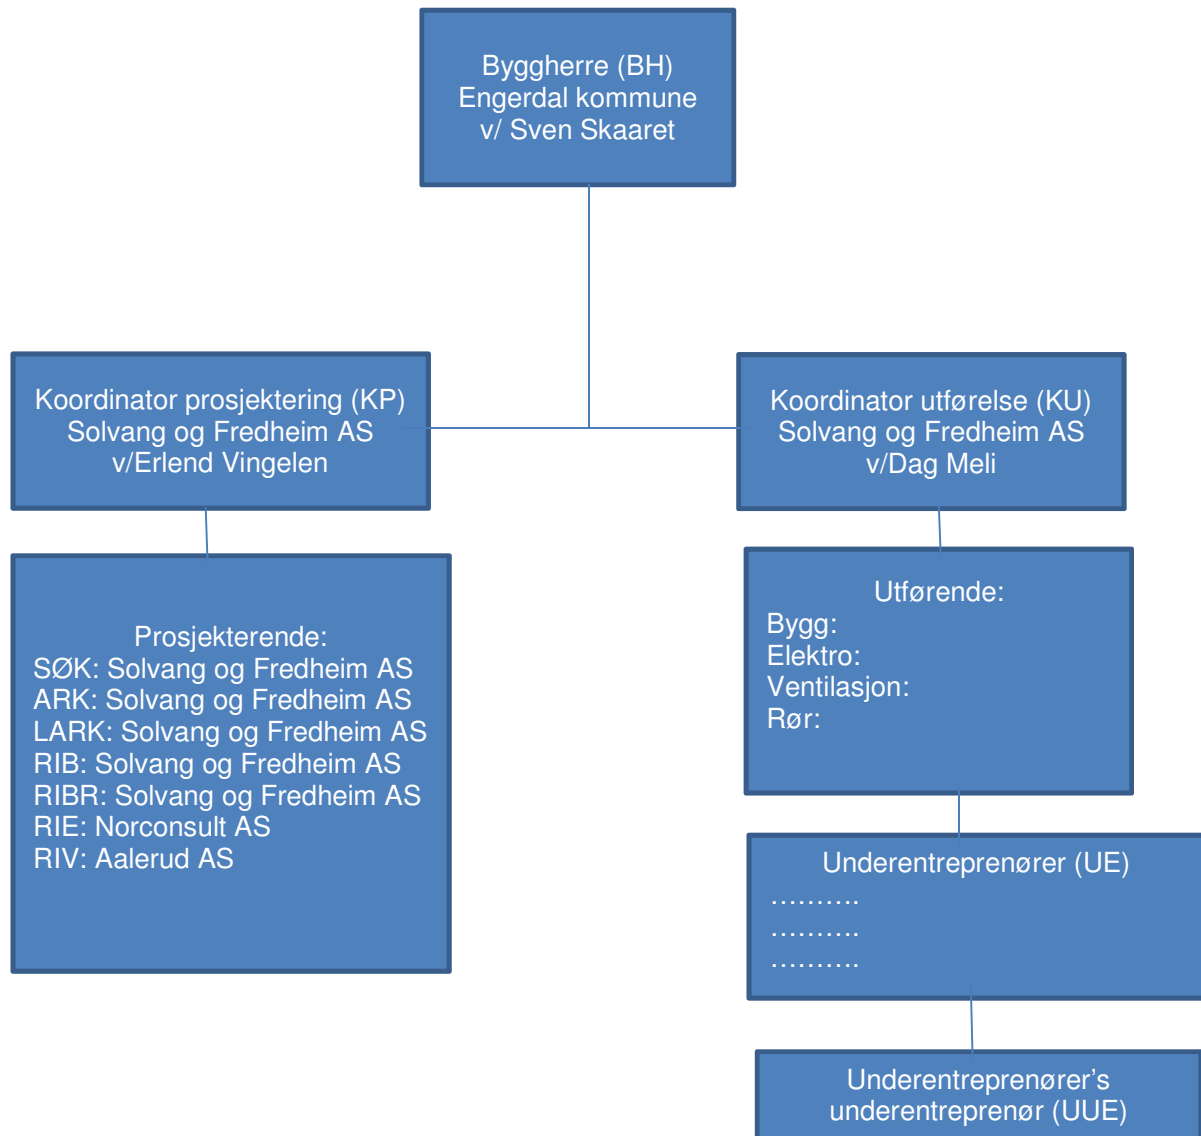 Byggherre (BH)
Engerdal kommune
v/ Sven Skaaret
Koordinator prosjektering (KP)
Solvang og Fredheim AS
v/Erlend Vingelen
Koordinator utførelse (KU)
Solvang og Fredheim AS
v/Dag Meli
Prosjekterende:
SØK: Solvang og Fredheim AS
ARK: Solvang og Fredheim AS
LARK: Solvang og Fredheim AS
RIB: Solvang og Fredheim AS
RIBR: Solvang og Fredheim AS
RIE: Norconsult AS
RIV: Aalerud AS
Utførende:
Bygg:
Elektro:
Ventilasjon:
Rør:
Underentreprenører (UE)
……….
……….
……….
Underentreprenører’s
underentreprenør (UUE)